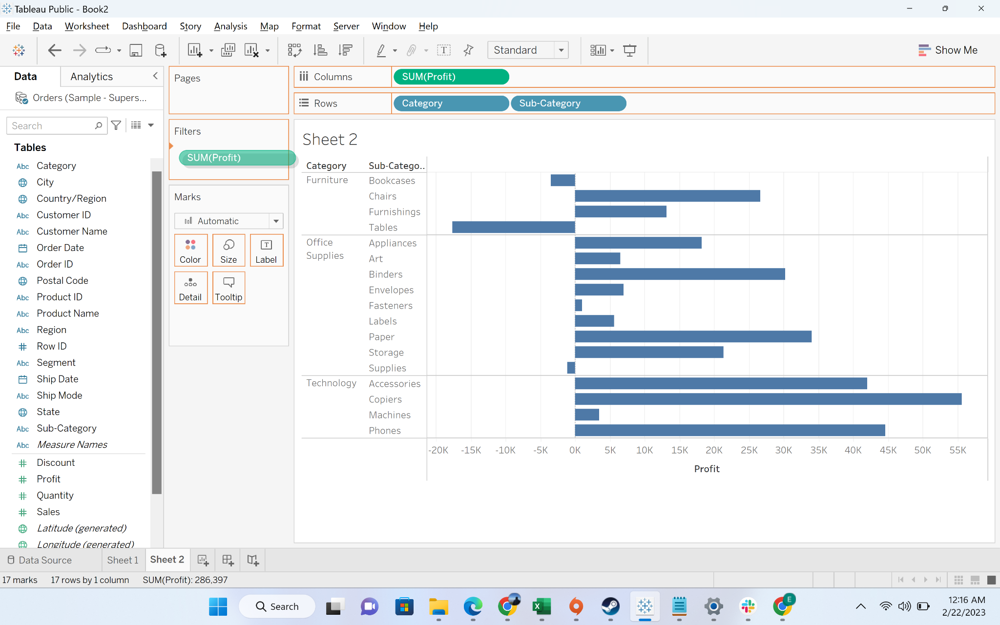 Tableau Public - Book2
File Data Worksheet Dashboard Story Analysis Map Format Server Window Help
Standard
Show Me
Data
Analytics
Orders (Sample - Supers...
Search
Tables
Abc Category
City
Country/Region
Abc Customer ID
Abc Customer Name
Order Date
Abc Order ID
Postal Code
Abc Product ID
Abc Product Name
Abc Region
# Row ID
Abc Segment
Ship Date
Abc Ship Mode
State
Abc Sub-Category
Abc Measure Names
# Discount
# Profit
# Quantity
# Sales
Latitude (generated)
Longitude (generated)
Pages
Filters
SUM(Profit)
Marks
Automatic
Color
Size
T
Label
Detail
Tooltip
Columns
SUM(Profit)
Rows
Category
Sub-Category
Sheet 2
Category
Sub-Catego..
Furniture
Bookcases
Chairs
Furnishings
Tables
Office
Supplies
Appliances
Art
Binders
Envelopes
Fasteners
Labels
Paper
Storage
Supplies
Technology
Accessories
Copiers
Machines
Phones
-20K -15K -10K -5K 0K 5K 10K 15K 20K 25K 30K 35K 40K 45K 50K 55K
Profit
Data Source
Sheet 1
Sheet 2
17 marks
17 rows by 1 column
SUM(Profit): 286,397
Search
X
E
12:16 AM
2/22/2023